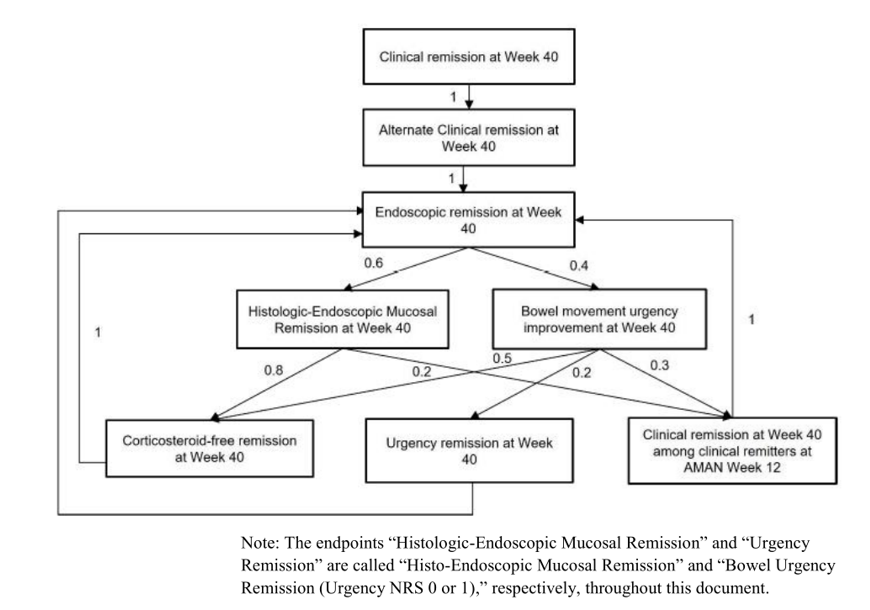 Clinical remission at Week 40
1
Alternate Clinical remission at
Week 40
1
Endoscopic remission at Week
40
0.6
0.4
Histologic-Endoscopic Mucosal
Remission at Week 40
Bowel movement urgency
improvement at Week 40
1
1
0.8
0.2
0.5
0.2
0.3
Corticosteroid-free remission
at Week 40
Urgency remission at Week
40
Clinical remission at Week 40
among clinical remitters at
AMAN Week 12
Note: The endpoints “Histologic-Endoscopic Mucosal Remission” and “Urgency
Remission” are called “Histo-Endoscopic Mucosal Remission” and “Bowel Urgency
Remission (Urgency NRS 0 or 1),” respectively, throughout this document.